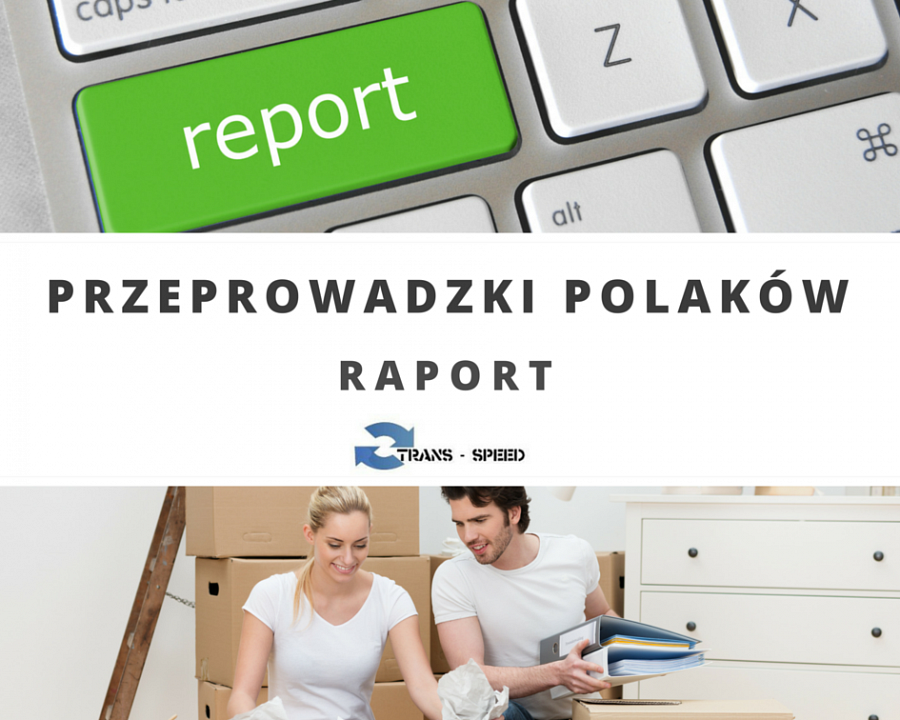 caps
report
Z
X
⌘
alt
PRZEPROWADZKI POLAKÓW
RAPORT
TRANS - SPEED